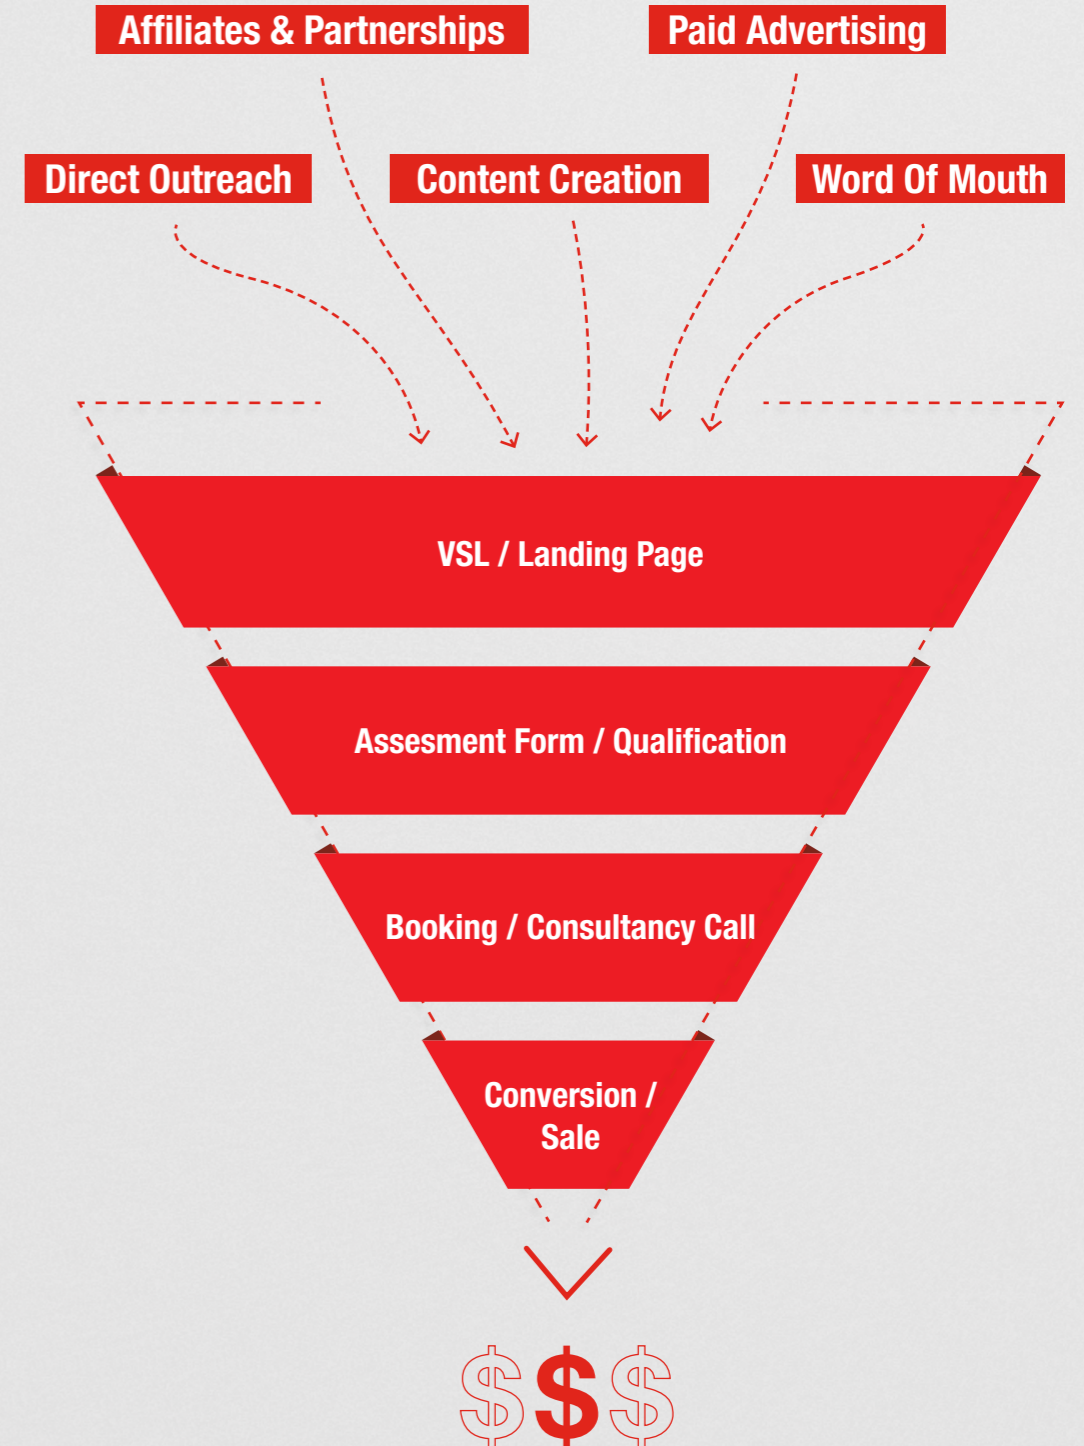 Affiliates & Partnerships
Paid Advertising
Direct Outreach
Content Creation
Word Of Mouth
VSL / Landing Page
Assesment Form / Qualification
Booking / Consultancy Call
Conversion /
Sale
$$$